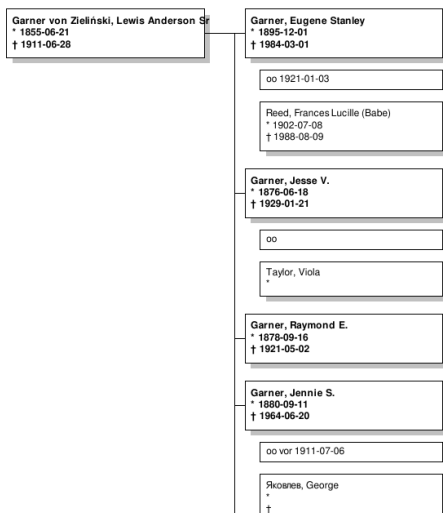 Garner von Zieliński, Lewis Anderson Sr
* 1855-06-21
† 1911-06-28
Garner, Eugene Stanley
* 1895-12-01
† 1984-03-01
oo 1921-01-03
Reed, Frances Lucille (Babe)
* 1902-07-08
† 1988-08-09
Garner, Jesse V.
* 1876-06-18
† 1929-01-21
oo
Taylor, Viola
*
Garner, Raymond E.
* 1878-09-16
† 1921-05-02
Garner, Jennie S.
* 1880-09-11
† 1964-06-20
oo vor 1911-07-06
Яковлев, George
*
†